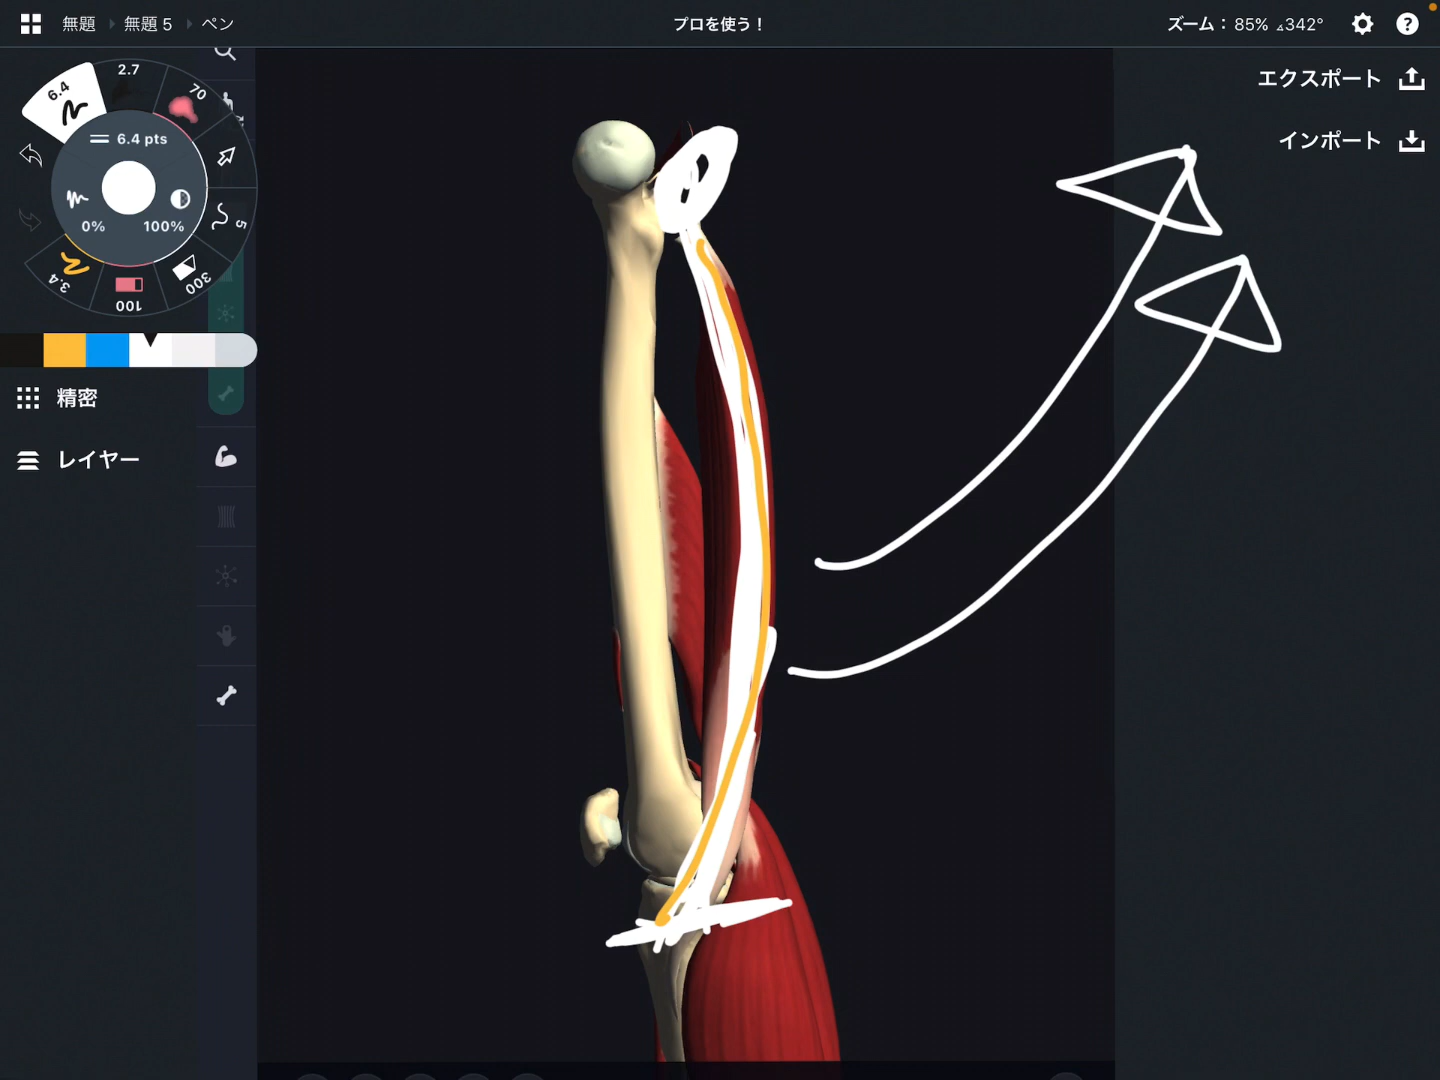 無題 無題 5 ペン
プロを使う！
ズーム： 85% ⦟342°
エクスポート
インポート
2.7
6.4
70
6.4 pts
0%
100%
5
3.4
100
300
精密
レイヤー